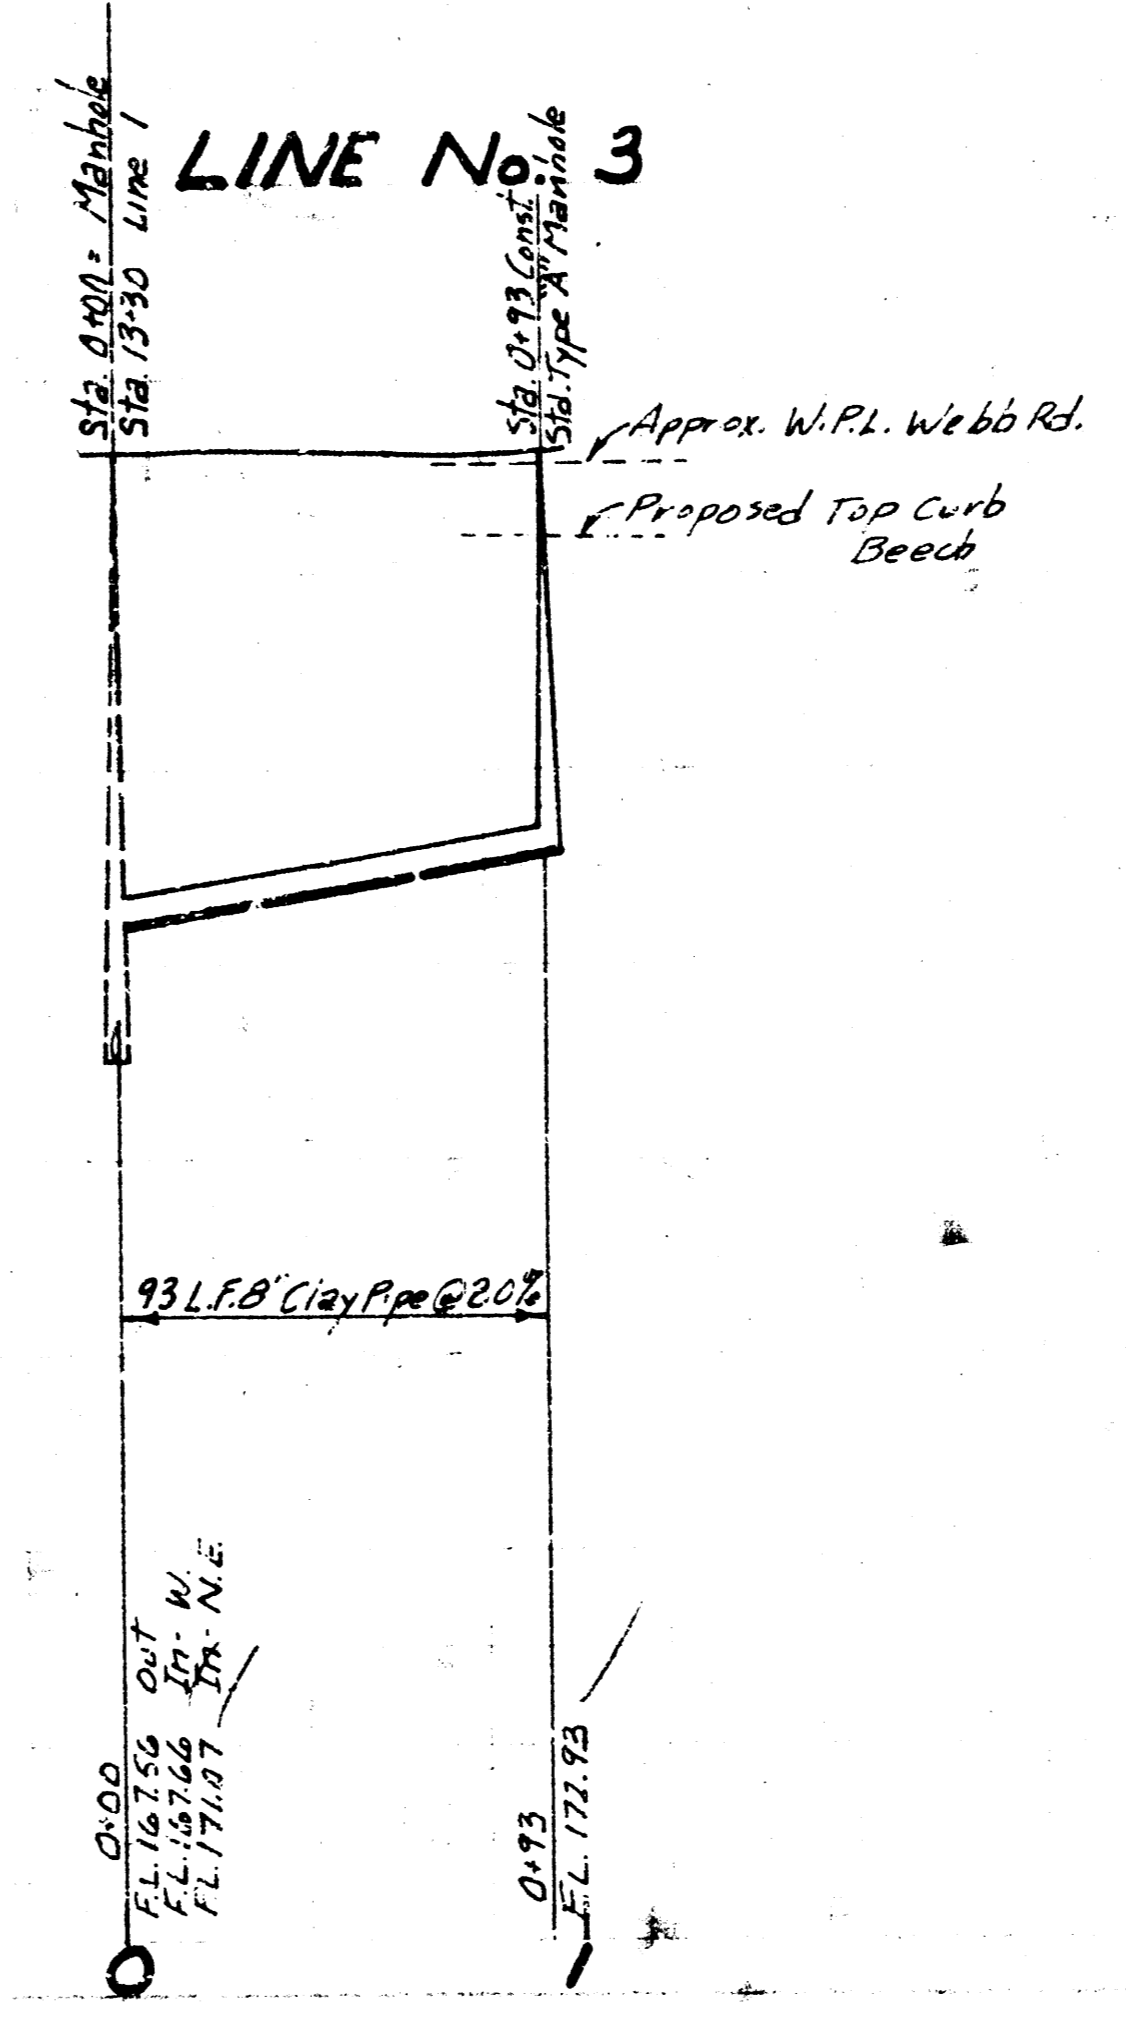 LINE No. 3
Sta. 0+00 = Manhole
Sta. 13+30 Line 1
Sta. 0+93 Const.
Std. Type "A" Manhole
Approx. W.P.L. Webb Rd.
Proposed Top Curb
Beech
93 L.F. 8" Clay Pipe @ 2.0%
0+00
F.L. 167.56 Out
F.L. 167.66 In - W.
F.L. 171.07 In - N.E.
0+93
F.L. 172.93
0
1